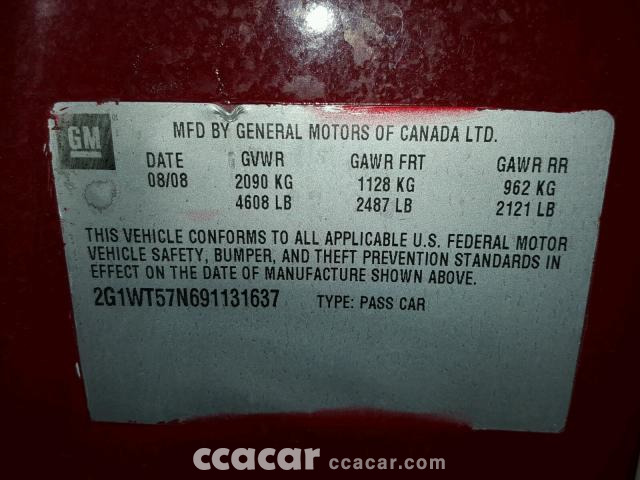 GM
MFD BY GENERAL MOTORS OF CANADA LTD.
DATE GVWR GAWR FRT GAWR RR
08/08 2090 KG 1128 KG 962 KG
4608 LB 2487 LB 2121 LB
THIS VEHICLE CONFORMS TO ALL APPLICABLE U.S. FEDERAL MOTOR
VEHICLE SAFETY, BUMPER, AND THEFT PREVENTION STANDARDS IN
EFFECT ON THE DATE OF MANUFACTURE SHOWN ABOVE.
2G1WT57N691131637 TYPE: PASS CAR
ccacar ccacar.com